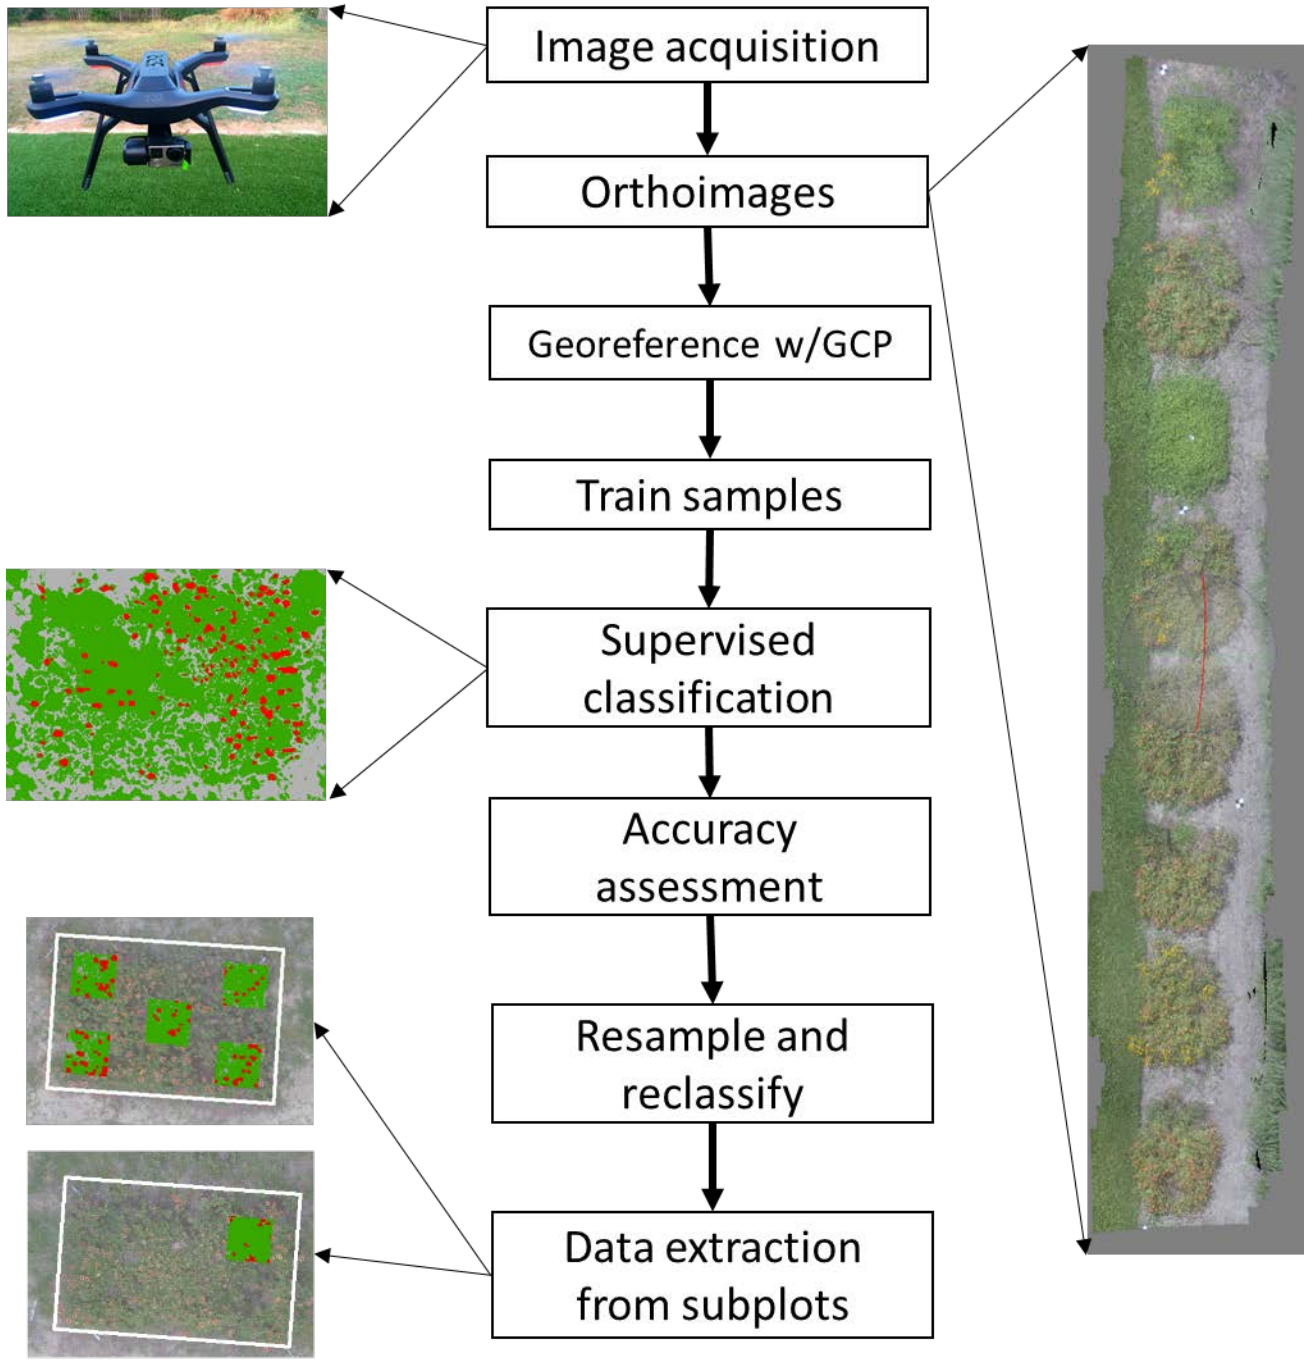 Image acquisition
Orthoimages
Georeference w/GCP
Train samples
Supervised
classification
Accuracy
assessment
Resample and
reclassify
Data extraction
from subplots